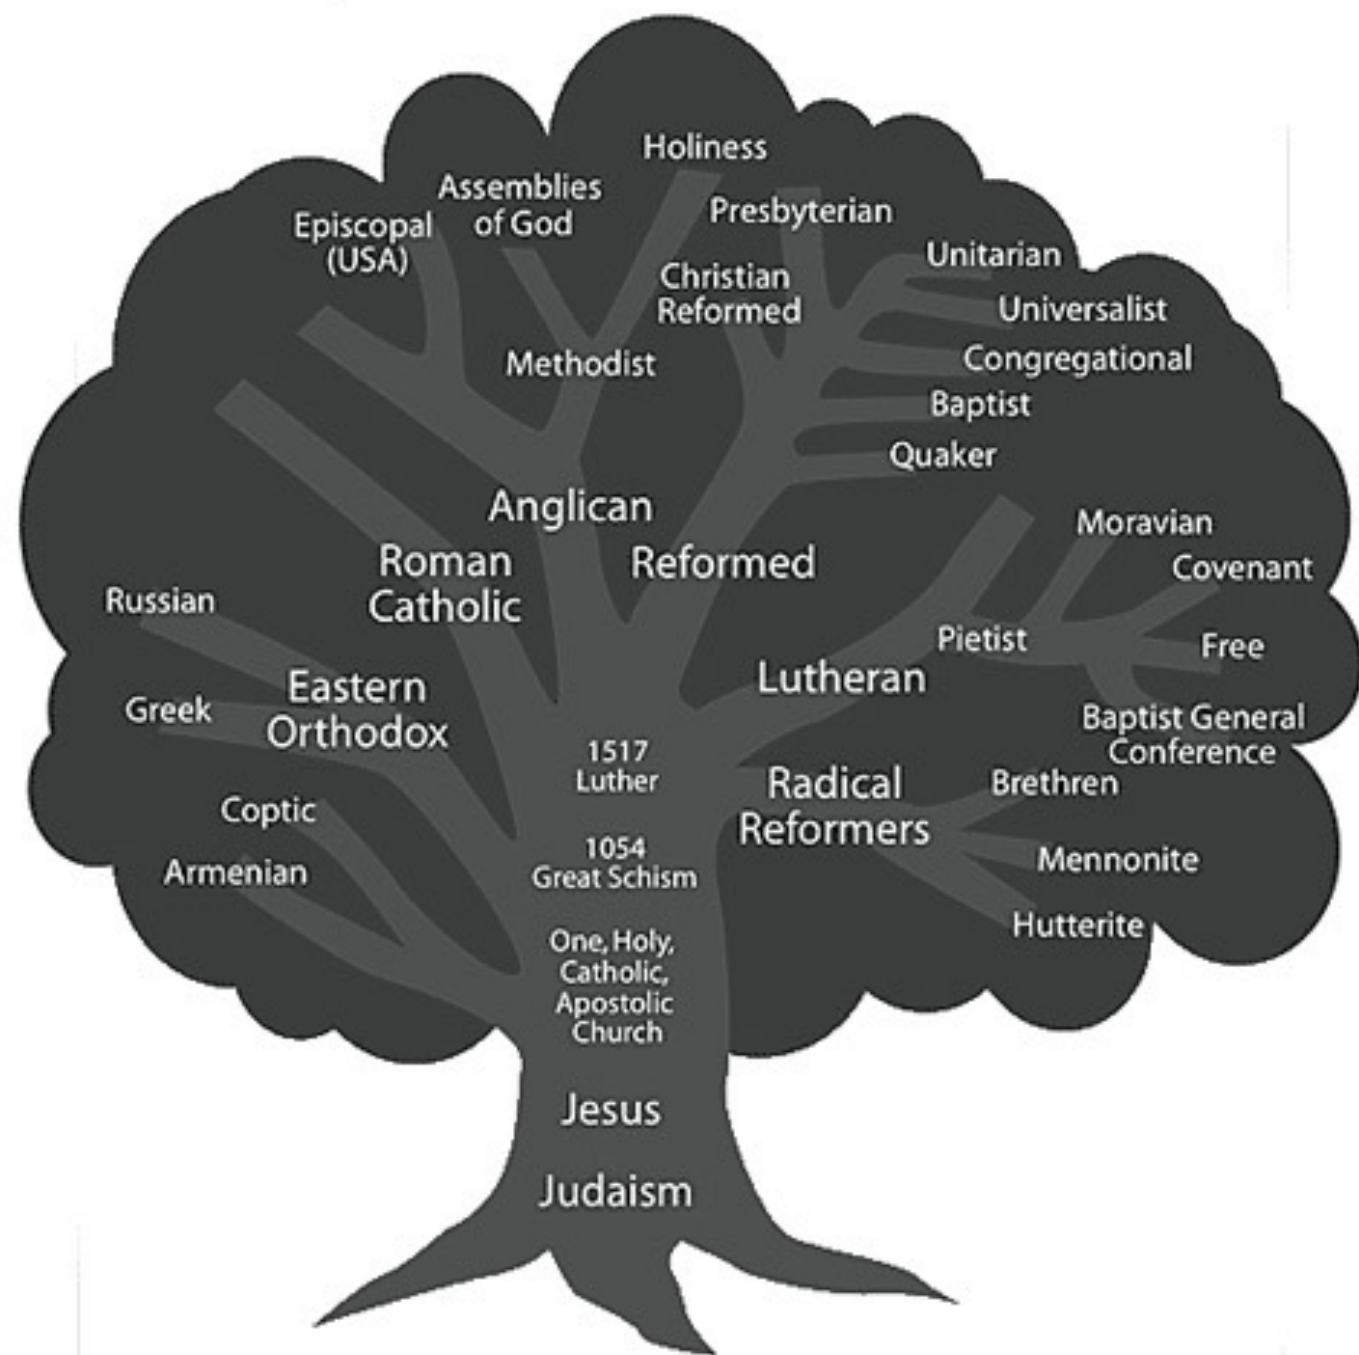 Holiness
Assemblies
of God
Presbyterian
Episcopal
(USA)
Unitarian
Christian
Reformed
Universalist
Methodist
Congregational
Baptist
Quaker
Anglican
Moravian
Roman
Catholic
Reformed
Covenant
Russian
Pietist
Free
Eastern
Orthodox
Lutheran
Greek
Baptist General
Conference
1517
Luther
Radical
Reformers
Brethren
Coptic
1054
Great Schism
Mennonite
Armenian
Hutterite
One, Holy,
Catholic,
Apostolic
Church
Jesus
Judaism